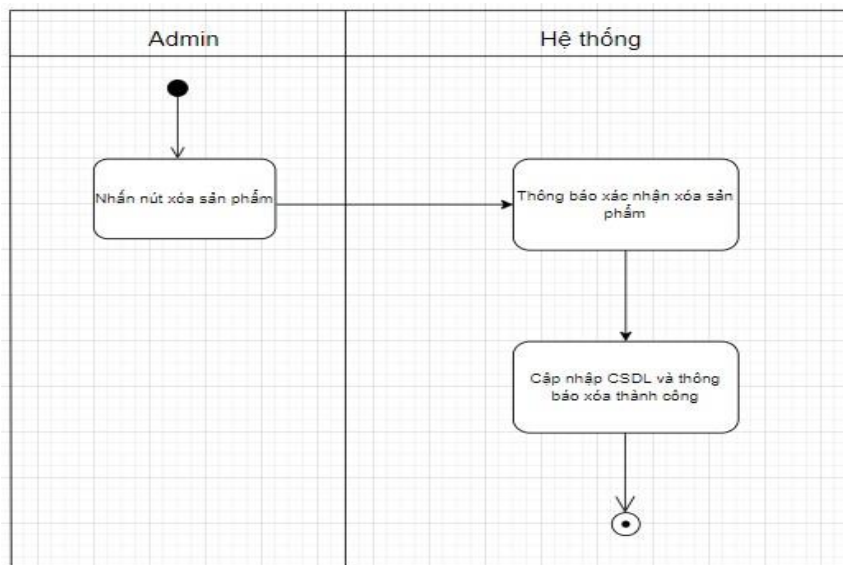 Admin
Hệ thống
Nhấn nút xóa sản phẩm
Thông báo xác nhận xóa sản
phẩm
Cập nhập CSDL và thông
báo xóa thành công